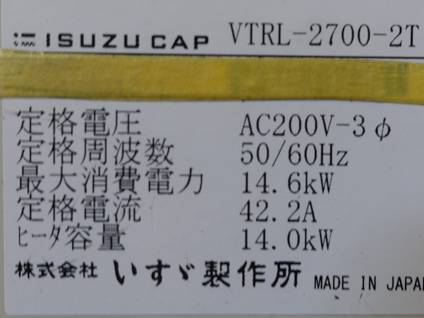 ISUZU CAP VTRL-2700-2T
定格電圧 AC200V-3φ
定格周波数 50/60Hz
最大消費電力 14.6kW
定格電流 42.2A
ﾋｰﾀ容量 14.0kW
株式会社 いすゞ製作所 MADE IN JAPAN